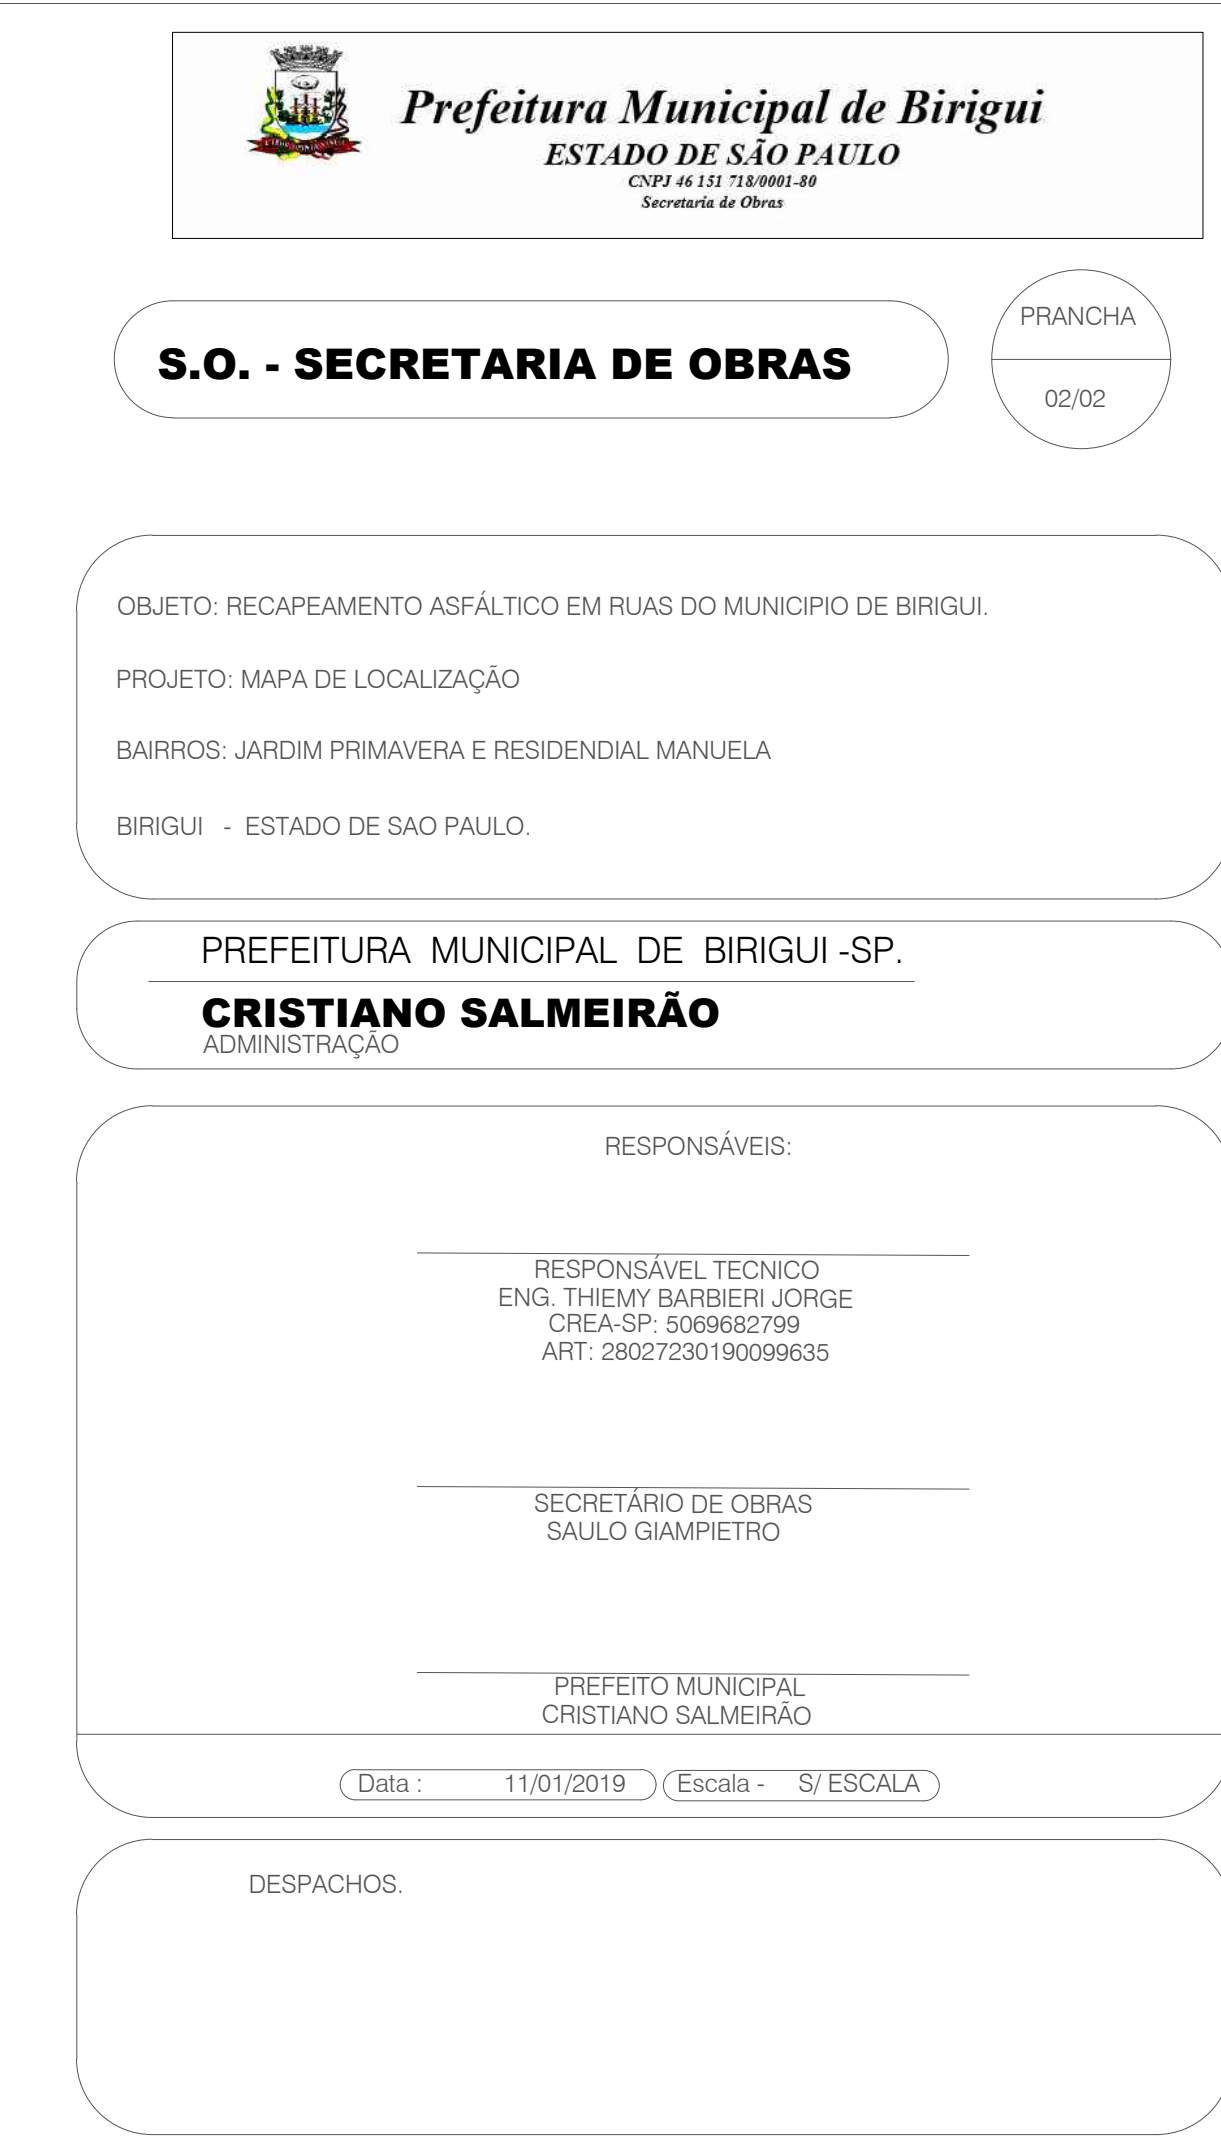 Prefeitura Municipal de Birigui
ESTADO DE SÃO PAULO
CNPJ 46 151 718/0001-80
Secretaria de Obras
S.O. - SECRETARIA DE OBRAS
PRANCHA
02/02
OBJETO: RECAPEAMENTO ASFÁLTICO EM RUAS DO MUNICIPIO DE BIRIGUI.
PROJETO: MAPA DE LOCALIZAÇÃO
BAIRROS: JARDIM PRIMAVERA E RESIDENDIAL MANUELA
BIRIGUI - ESTADO DE SAO PAULO.
PREFEITURA MUNICIPAL DE BIRIGUI -SP.
CRISTIANO SALMEIRÃO
ADMINISTRAÇÃO
RESPONSÁVEIS:
RESPONSÁVEL TECNICO
ENG. THIEMY BARBIERI JORGE
CREA-SP: 5069682799
ART: 28027230190099635
SECRETÁRIO DE OBRAS
SAULO GIAMPIETRO
PREFEITO MUNICIPAL
CRISTIANO SALMEIRÃO
Data : 11/01/2019 Escala - S/ ESCALA
DESPACHOS.